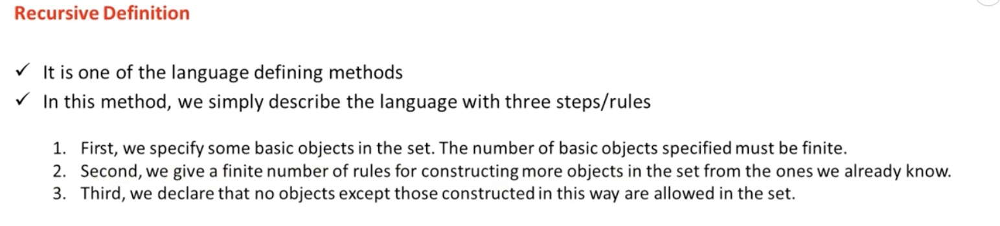 Recursive Definition
✓ It is one of the language defining methods
✓ In this method, we simply describe the language with three steps/rules
1. First, we specify some basic objects in the set. The number of basic objects specified must be finite.
2. Second, we give a finite number of rules for constructing more objects in the set from the ones we already know.
3. Third, we declare that no objects except those constructed in this way are allowed in the set.